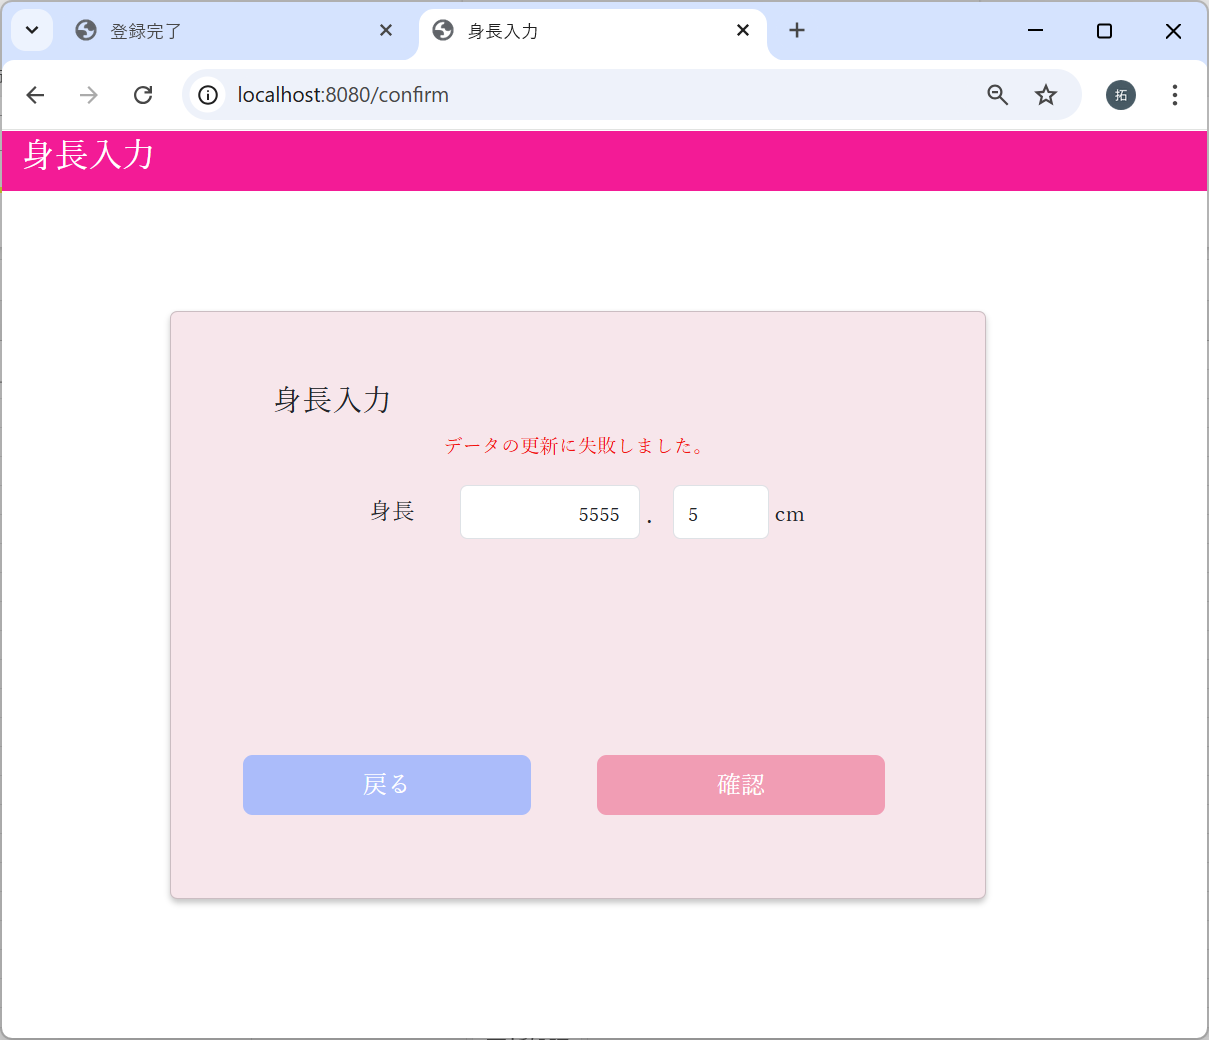 登録完了
身長入力
localhost:8080/confirm
拓
身長入力
身長入力
データの更新に失敗しました。
身長 5555 . 5 cm
戻る 確認